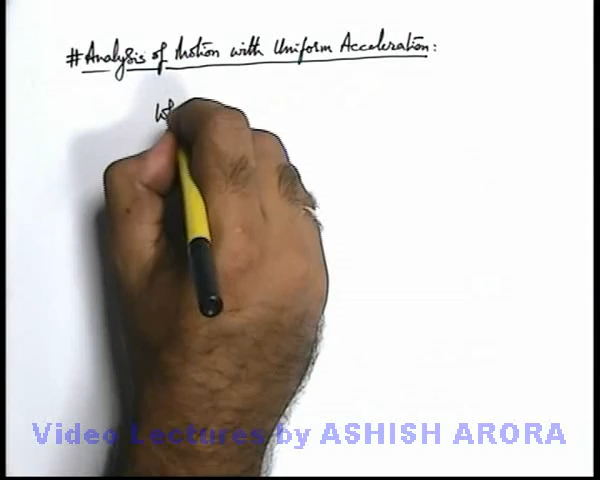 # Analysis of Motion with Uniform Acceleration:
Video Lectures by ASHISH ARORA